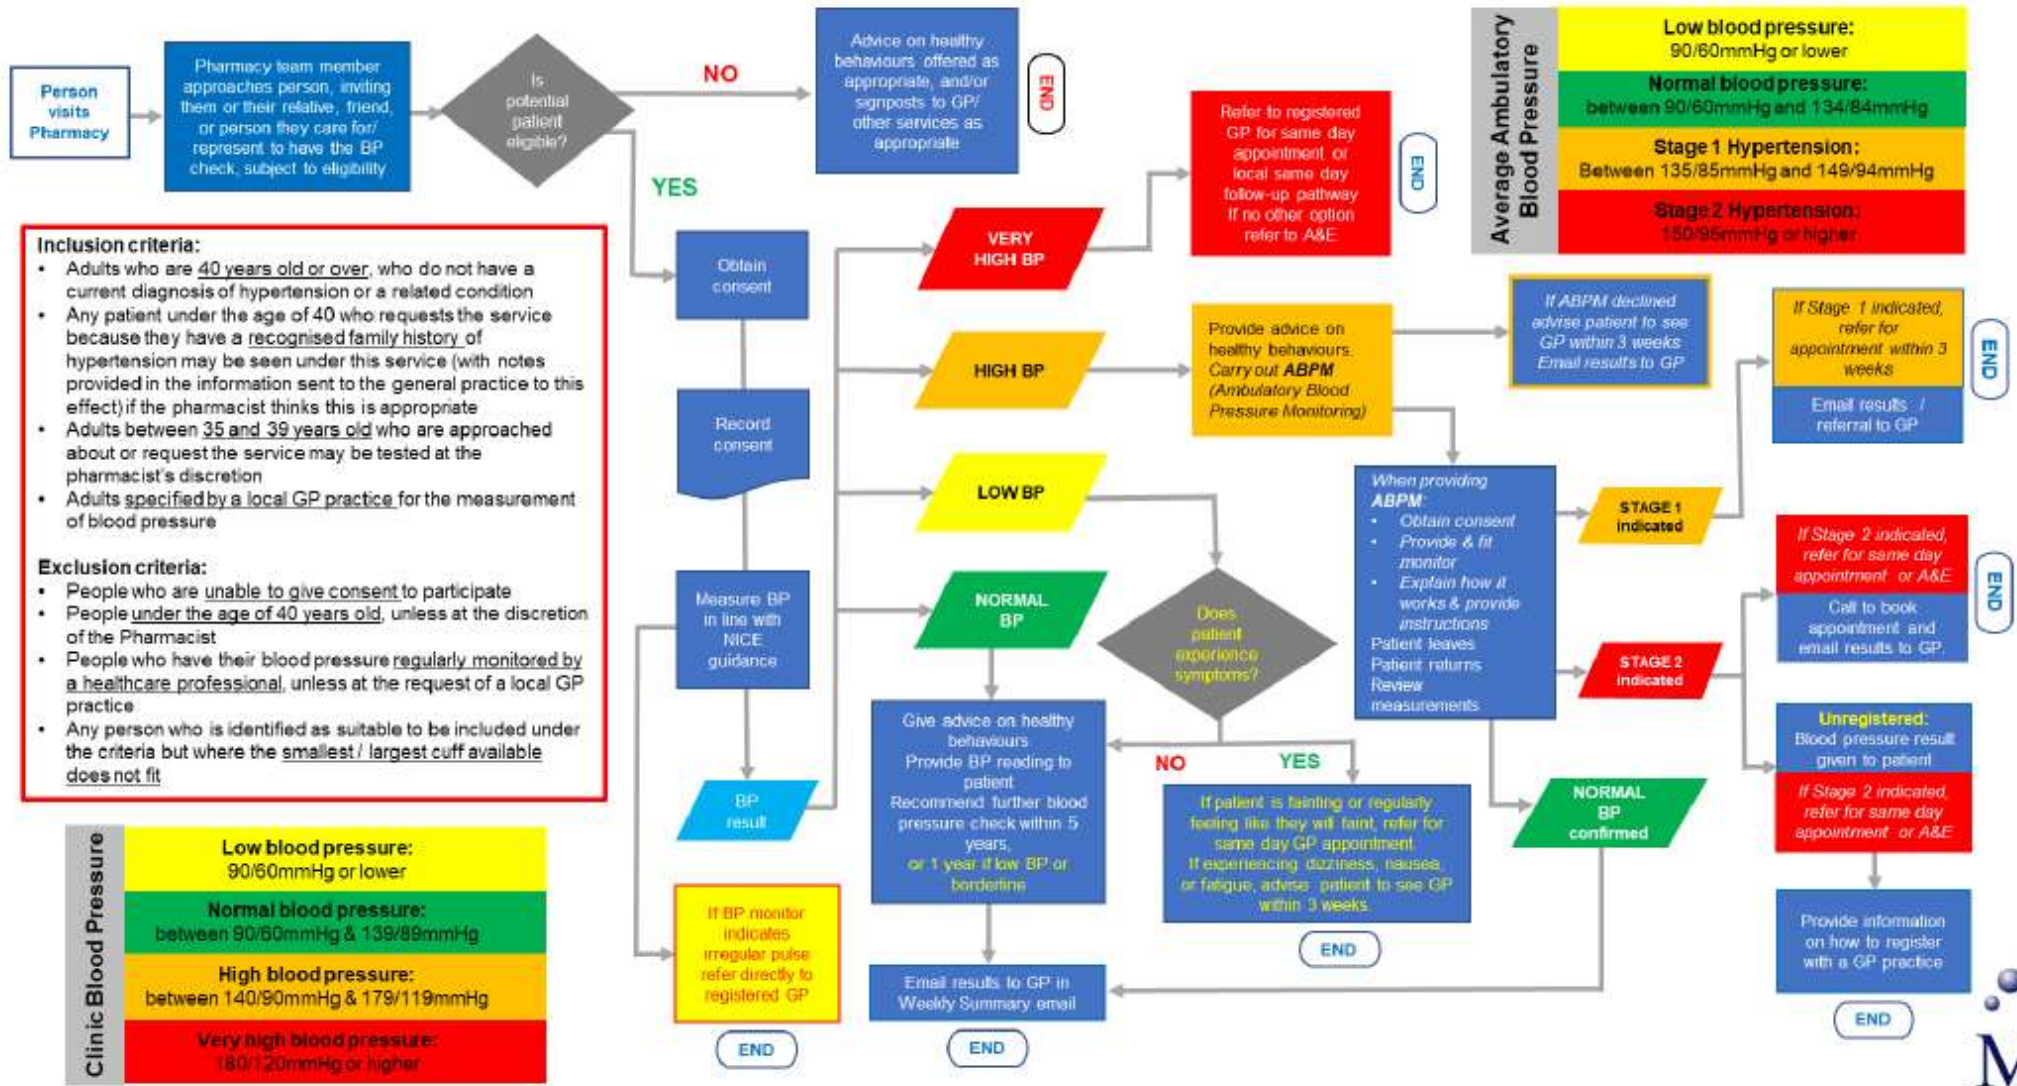 Person
visits
Pharmacy
Pharmacy team member
approaches person, inviting
them or their relative, friend,
or person they care for/
represent to have the BP
check, subject to eligibility
Is
potential
patient
eligible?
NO
Advice on healthy
behaviours offered as
appropriate, and/or
signposts to GP/
other services as
appropriate
END
YES
Obtain
consent
Record
consent
Measure BP
in line with
NICE
guidance
BP
result
If BP monitor
indicates
irregular pulse
refer directly to
registered GP
END
VERY
HIGH BP
Refer to registered
GP for same day
appointment or
local same day
follow-up pathway
If no other option
refer to A&E
END
HIGH BP
Provide advice on
healthy behaviours.
Carry out ABPM
(Ambulatory Blood
Pressure Monitoring)
If ABPM declined
advise patient to see
GP within 3 weeks
Email results to GP
LOW BP
NORMAL
BP
Does
patient
experience
symptoms?
NO
YES
Give advice on healthy
behaviours
Provide BP reading to
patient
Recommend further blood
pressure check within 5
years,
or 1 year if low BP or
borderline
If patient is fainting or regularly
feeling like they will faint, refer for
same day GP appointment.
If experiencing dizziness, nausea,
or fatigue, advise patient to see GP
within 3 weeks.
END
Email results to GP in
Weekly Summary email
END
When providing
ABPM:
• Obtain consent
• Provide & fit
monitor
• Explain how it
works & provide
instructions
Patient leaves
Patient returns
Review
measurements
STAGE 1
indicated
If Stage 1 indicated,
refer for
appointment within 3
weeks
Email results /
referral to GP
END
STAGE 2
indicated
If Stage 2 indicated,
refer for same day
appointment or A&E
Call to book
appointment and
email results to GP.
END
Unregistered:
Blood pressure result
given to patient
If Stage 2 indicated,
refer for same day
appointment or A&E
Provide information
on how to register
with a GP practice
END
NORMAL
BP
confirmed
Inclusion criteria:
• Adults who are 40 years old or over, who do not have a
current diagnosis of hypertension or a related condition
• Any patient under the age of 40 who requests the service
because they have a recognised family history of
hypertension may be seen under this service (with notes
provided in the information sent to the general practice to this
effect) if the pharmacist thinks this is appropriate
• Adults between 35 and 39 years old who are approached
about or request the service may be tested at the
pharmacist's discretion
• Adults specified by a local GP practice for the measurement
of blood pressure
Exclusion criteria:
• People who are unable to give consent to participate
• People under the age of 40 years old, unless at the discretion
of the Pharmacist
• People who have their blood pressure regularly monitored by
a healthcare professional, unless at the request of a local GP
practice
• Any person who is identified as suitable to be included under
the criteria but where the smallest / largest cuff available
does not fit
Clinic Blood Pressure
Low blood pressure:
90/60mmHg or lower
Normal blood pressure:
between 90/60mmHg & 139/89mmHg
High blood pressure:
between 140/90mmHg & 179/119mmHg
Very high blood pressure:
180/120mmHg or higher
Average Ambulatory
Blood Pressure
Low blood pressure:
90/60mmHg or lower
Normal blood pressure:
between 90/60mmHg and 134/84mmHg
Stage 1 Hypertension:
Between 135/85mmHg and 149/94mmHg
Stage 2 Hypertension:
150/95mmHg or higher
M